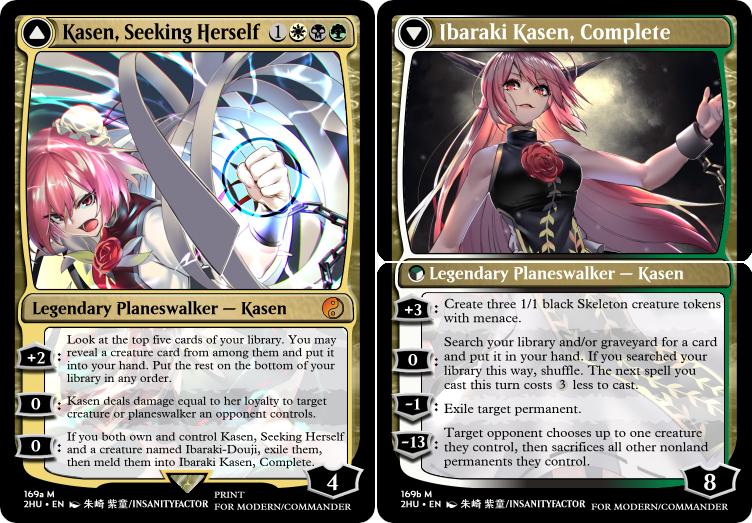 Kasen, Seeking Herself 1
Legendary Planeswalker — Kasen
+2: Look at the top five cards of your library. You may
reveal a creature card from among them and put it
into your hand. Put the rest on the bottom of your
library in any order.
0: Kasen deals damage equal to her loyalty to target
creature or planeswalker an opponent controls.
0: If you both own and control Kasen, Seeking Herself
and a creature named Ibaraki-Douji, exile them,
then meld them into Ibaraki Kasen, Complete.
4
169a M
2HU • EN 朱崎 紫童/INSANITYFACTOR
PRINT
FOR MODERN/COMMANDER
Ibaraki Kasen, Complete
Legendary Planeswalker — Kasen
+3: Create three 1/1 black Skeleton creature tokens
with menace.
0: Search your library and/or graveyard for a card
and put it in your hand. If you searched your
library this way, shuffle. The next spell you
cast this turn costs 3 less to cast.
-1: Exile target permanent.
-13: Target opponent chooses up to one creature
they control, then sacrifices all other nonland
permanents they control.
8
169b M
2HU • EN 朱崎 紫童/INSANITYFACTOR
FOR MODERN/COMMANDER